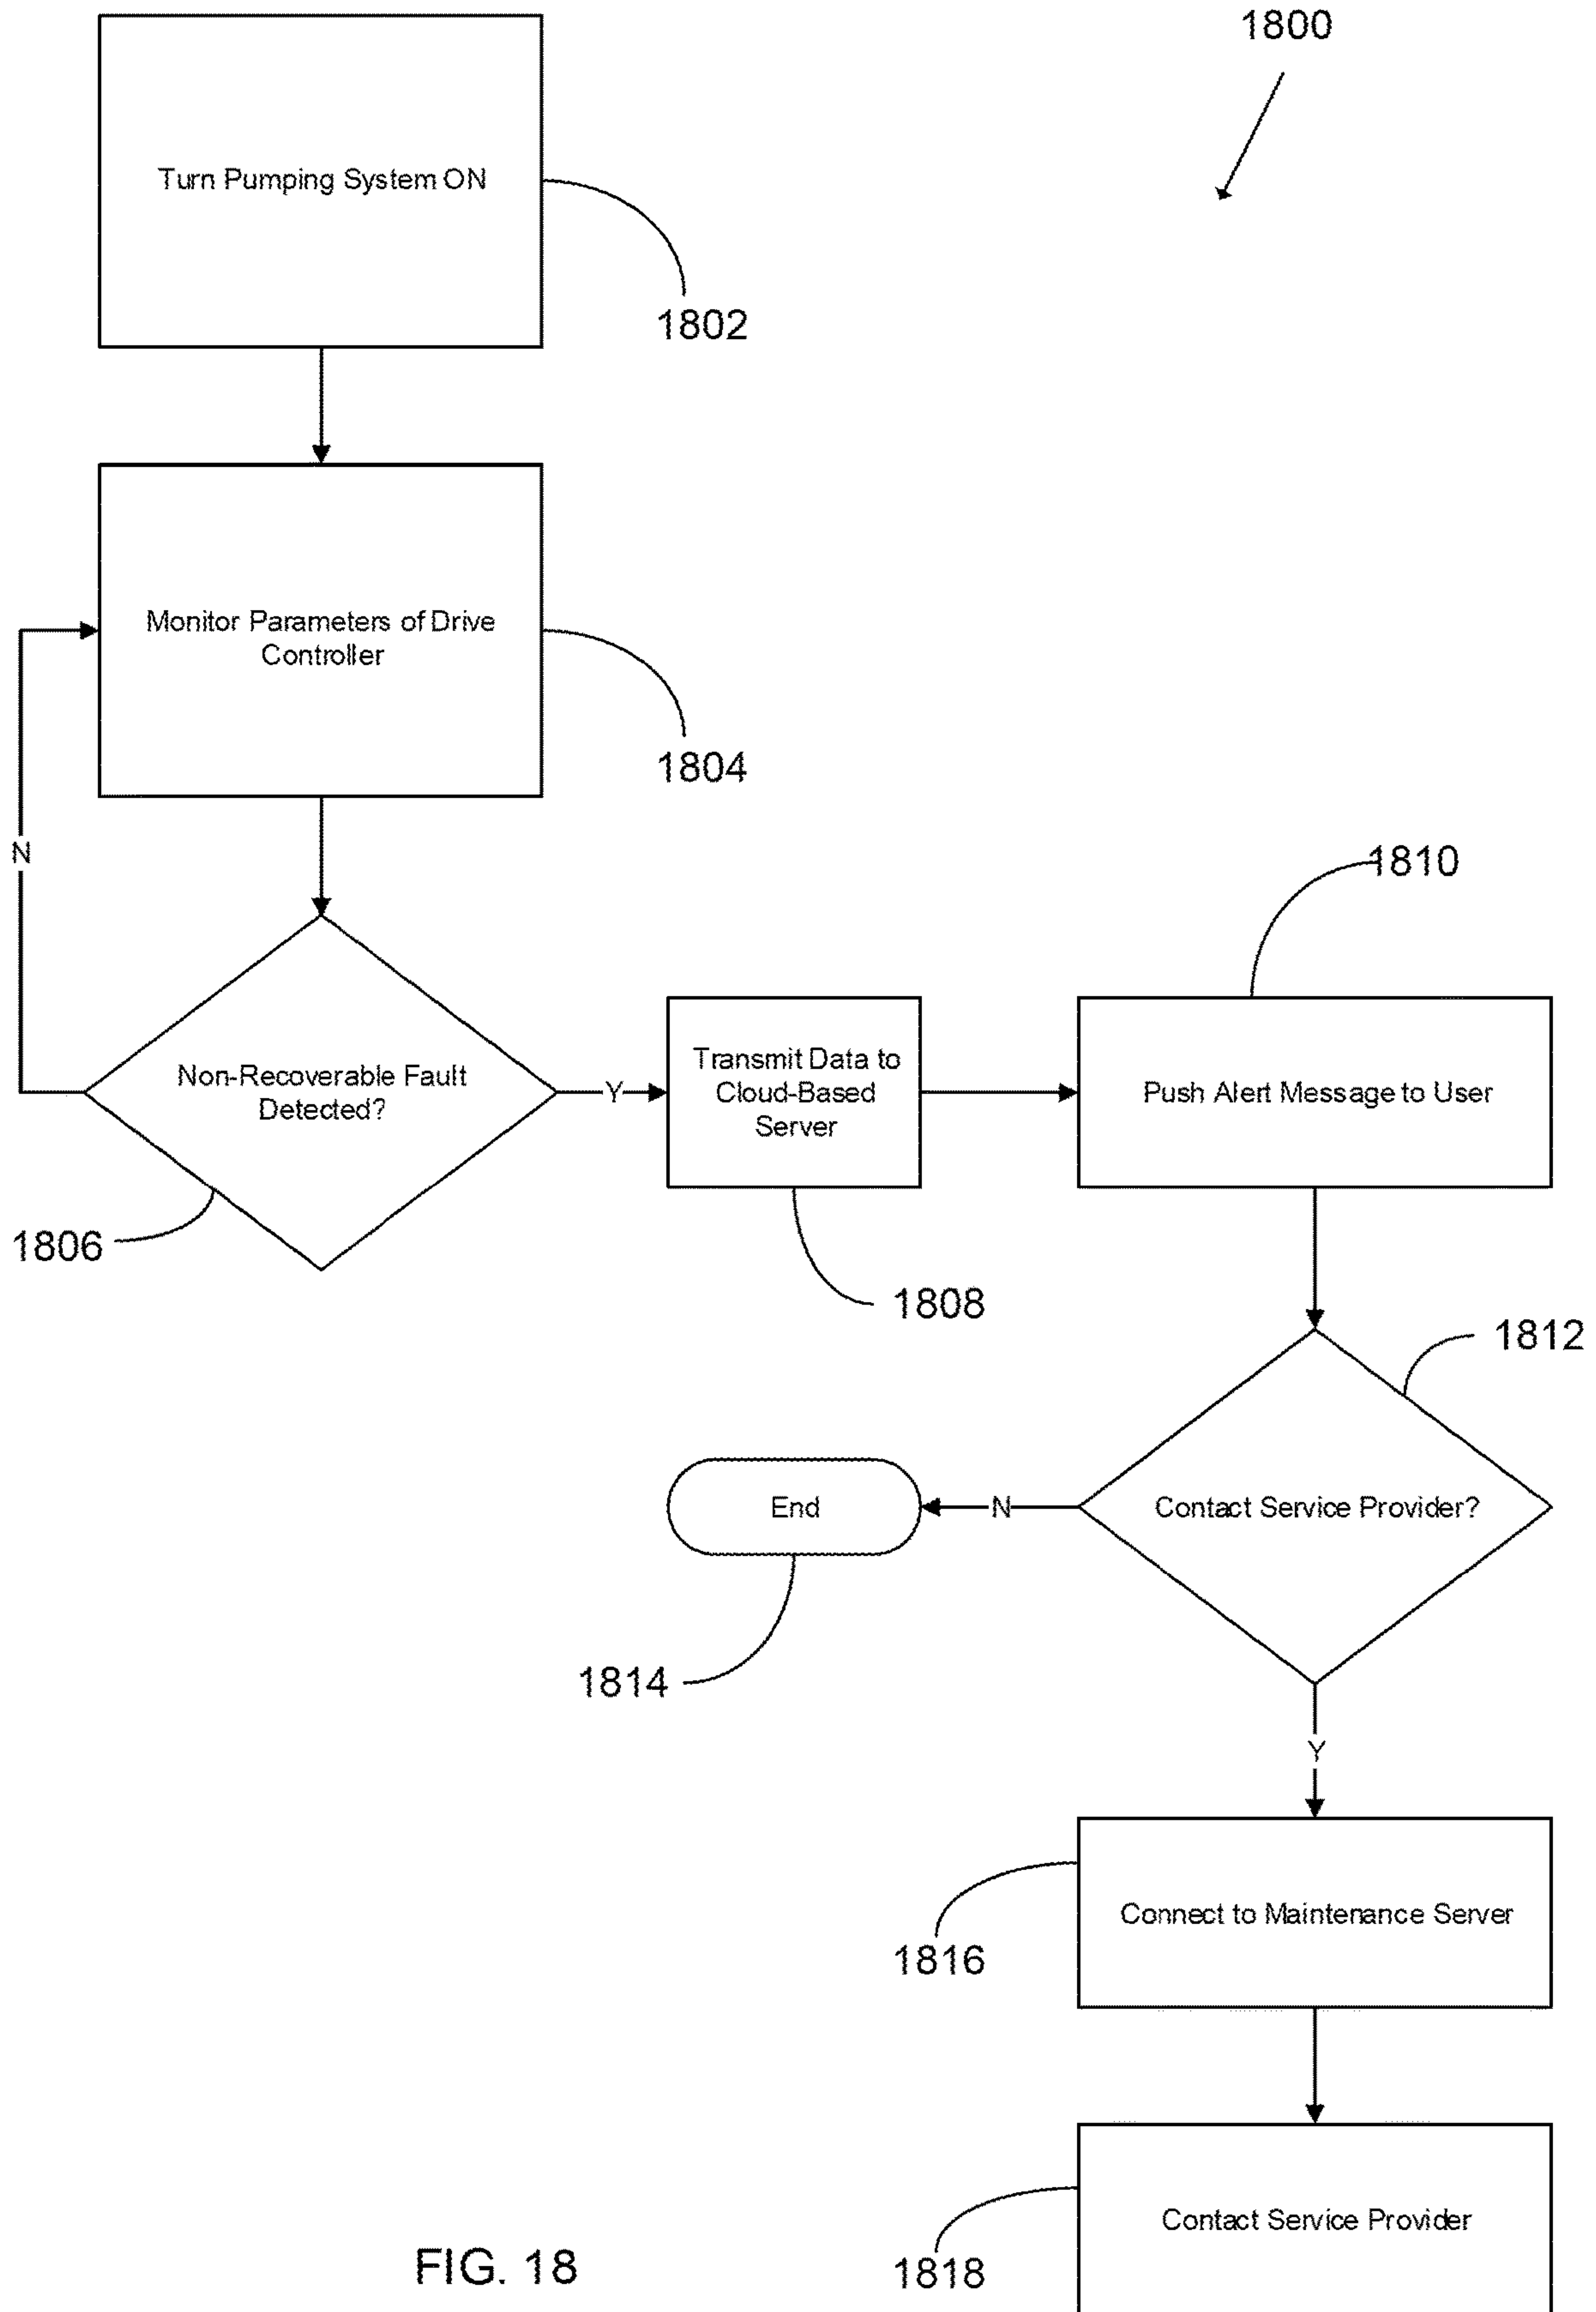 1800
Turn Pumping System ON
1802
Monitor Parameters of Drive
Controller
1804
N
1810
Non-Recoverable Fault
Detected?
Y
Transmit Data to
Cloud-Based
Server
Push Alert Message to User
1806
1808
1812
End
N
Contact Service Provider?
1814
Y
Connect to Maintenance Server
1816
Contact Service Provider
1818
FIG. 18